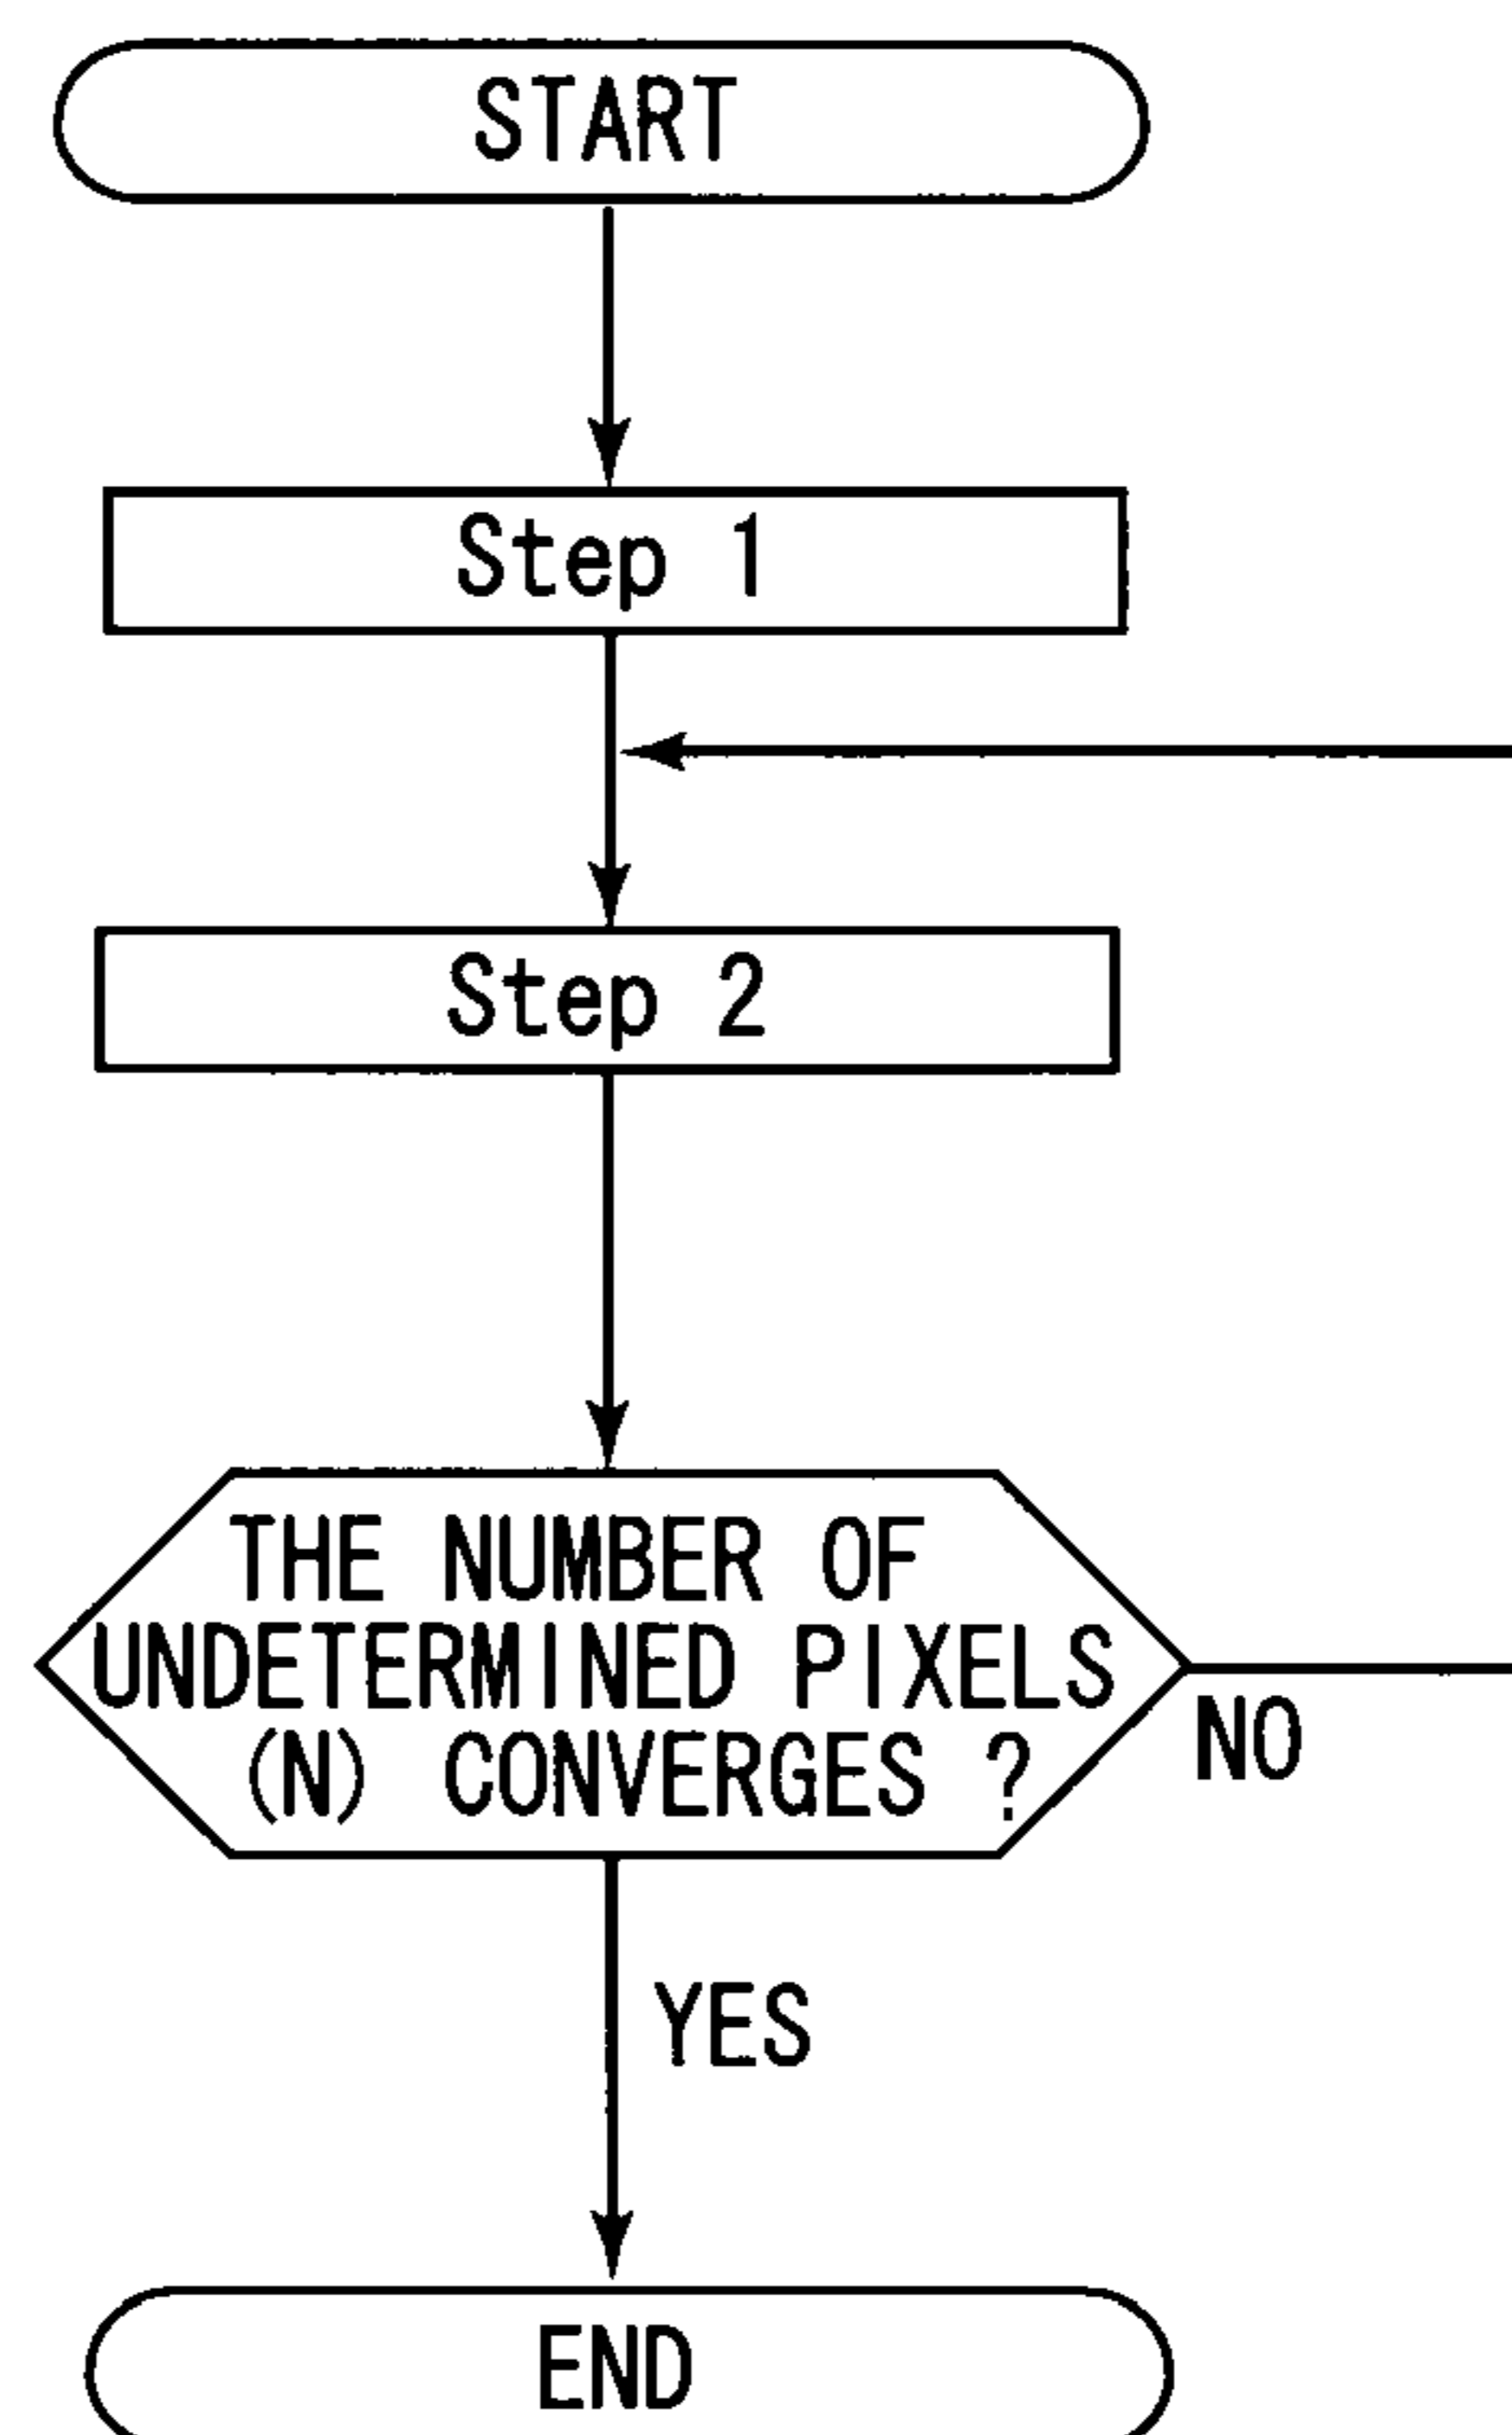 START
Step 1
Step 2
THE NUMBER OF
UNDETERMINED PIXELS
(N) CONVERGES ?
NO
YES
END